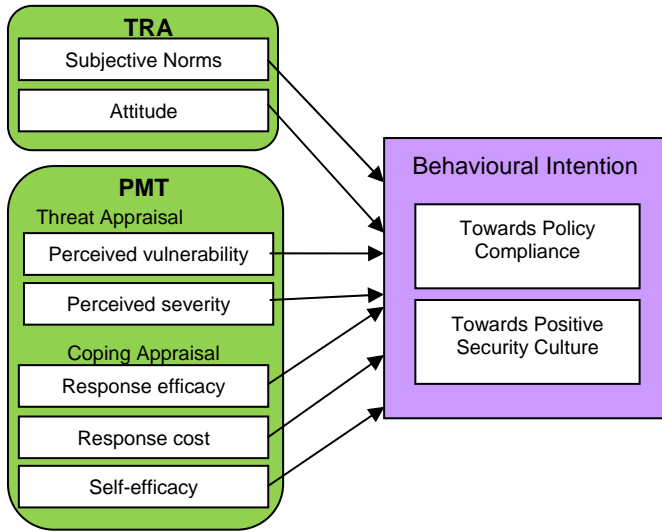 TRA
Subjective Norms
Attitude
PMT
Threat Appraisal
Perceived vulnerability
Perceived severity
Coping Appraisal
Response efficacy
Response cost
Self-efficacy
Behavioural Intention
Towards Policy
Compliance
Towards Positive
Security Culture